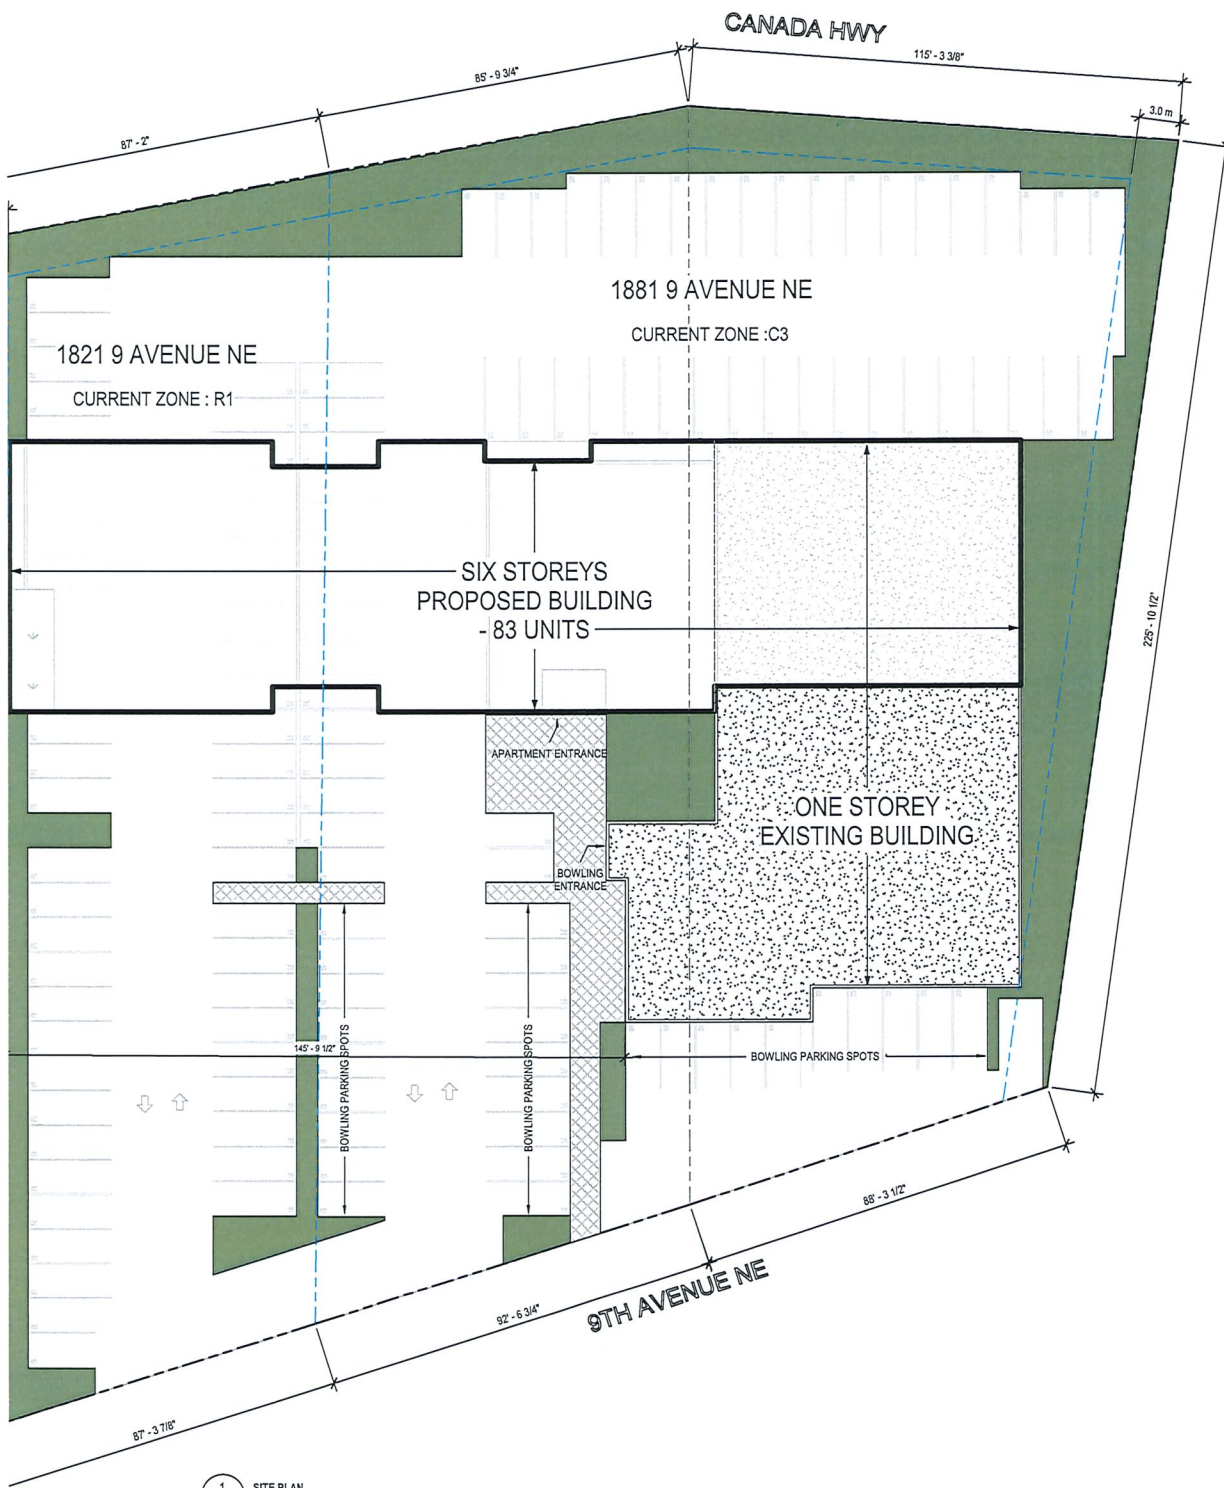 CANADA HWY
115' - 3 3/8"
85' - 9 3/4"
3.0 m
87' - 2"
1881 9 AVENUE NE
CURRENT ZONE :C3
1821 9 AVENUE NE
CURRENT ZONE : R1
SIX STOREYS
PROPOSED BUILDING
- 83 UNITS
225' - 10 1/2"
APARTMENT ENTRANCE
ONE STOREY
EXISTING BUILDING
BOWLING
ENTRANCE
BOWLING PARKING SPOTS
BOWLING PARKING SPOTS
145' - 9 1/2"
BOWLING PARKING SPOTS
88' - 3 1/2"
9TH AVENUE NE
92' - 6 3/4"
87' - 3 7/8"
1
SITE PLAN